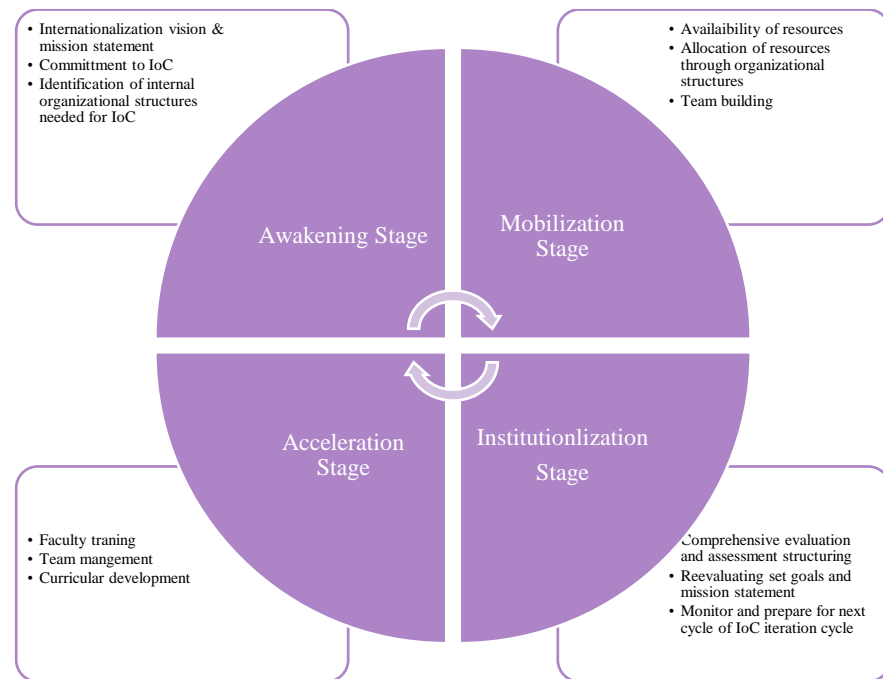 • Internationalization vision &
mission statement
• Committment to IoC
• Identification of internal
organizational structures
needed for IoC
• Availaibility of resources
• Allocation of resources
through organizational
structures
• Team building
Awakening Stage
Mobilization
Stage
Acceleration
Stage
Institutionlization
Stage
• Faculty traning
• Team mangement
• Curricular development
Comprehensive evaluation
and assessment structuring
• Reevaluating set goals and
mission statement
• Monitor and prepare for next
cycle of IoC iteration cycle